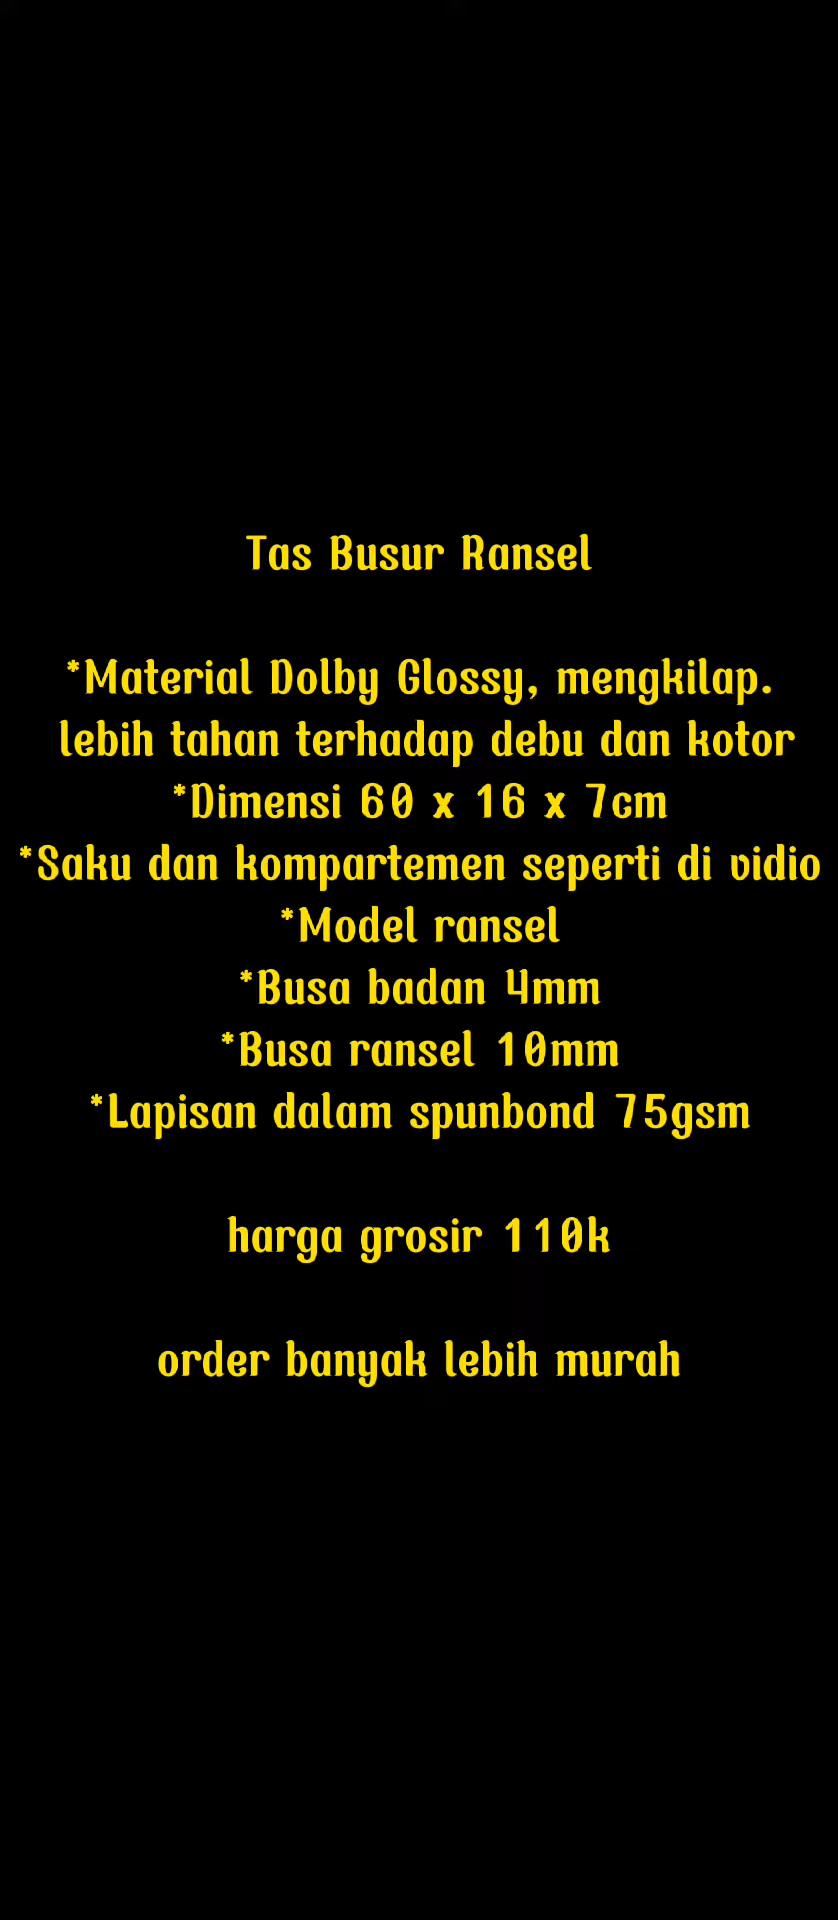 Tas Busur Ransel
*Material Dolby Glossy, mengkilap.
lebih tahan terhadap debu dan kotor
*Dimensi 60 x 16 x 7cm
*Saku dan kompartemen seperti di vidio
*Model ransel
*Busa badan 4mm
*Busa ransel 10mm
*Lapisan dalam spunbond 75gsm
harga grosir 110k
order banyak lebih murah